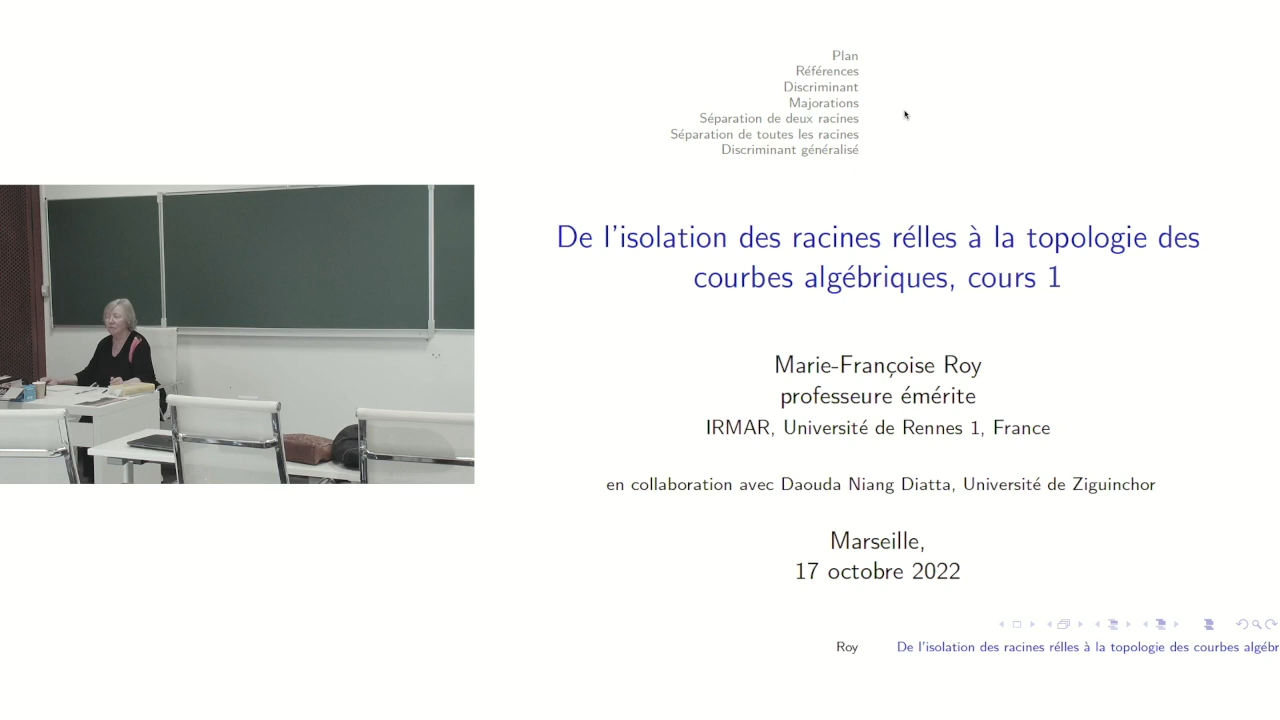 Plan
Références
Discriminant
Majorations
Séparation de deux racines
Séparation de toutes les racines
Discriminant généralisé
De l'isolation des racines rélles à la topologie des
courbes algébriques, cours 1
Marie-Françoise Roy
professeure émérite
IRMAR, Université de Rennes 1, France
en collaboration avec Daouda Niang Diatta, Université de Ziguinchor
Marseille,
17 octobre 2022
Roy De l'isolation des racines rélles à la topologie des courbes algébr